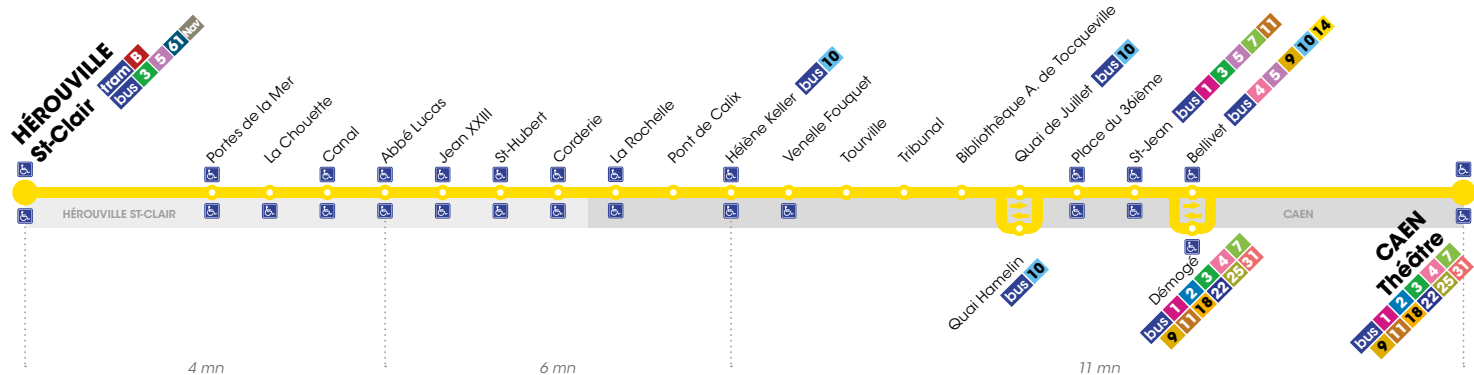 HÉROUVILLE
St-Clair
tram B
bus 3 5 61 Nav
Portes de la Mer
La Chouette
Canal
Abbé Lucas
Jean XXIII
St-Hubert
Corderie
La Rochelle
Pont de Calix
Hélène Keller bus 10
Venelle Fouquet
Tourville
Tribunal
Bibliothèque A. de Tocqueville
Quai de Juillet bus 10
Place du 36ième
St-Jean bus 1 3 5 7 11
Bellivet bus 4 5 9 10 14
HÉROUVILLE ST-CLAIR
CAEN
Quai Hamelin
bus 10
Démogé
bus 1 2 3 4 7
9 11 18 22 25 31
CAEN
Théâtre
bus 1 2 3 4 7
9 11 18 22 25 31
4 mn
6 mn
11 mn